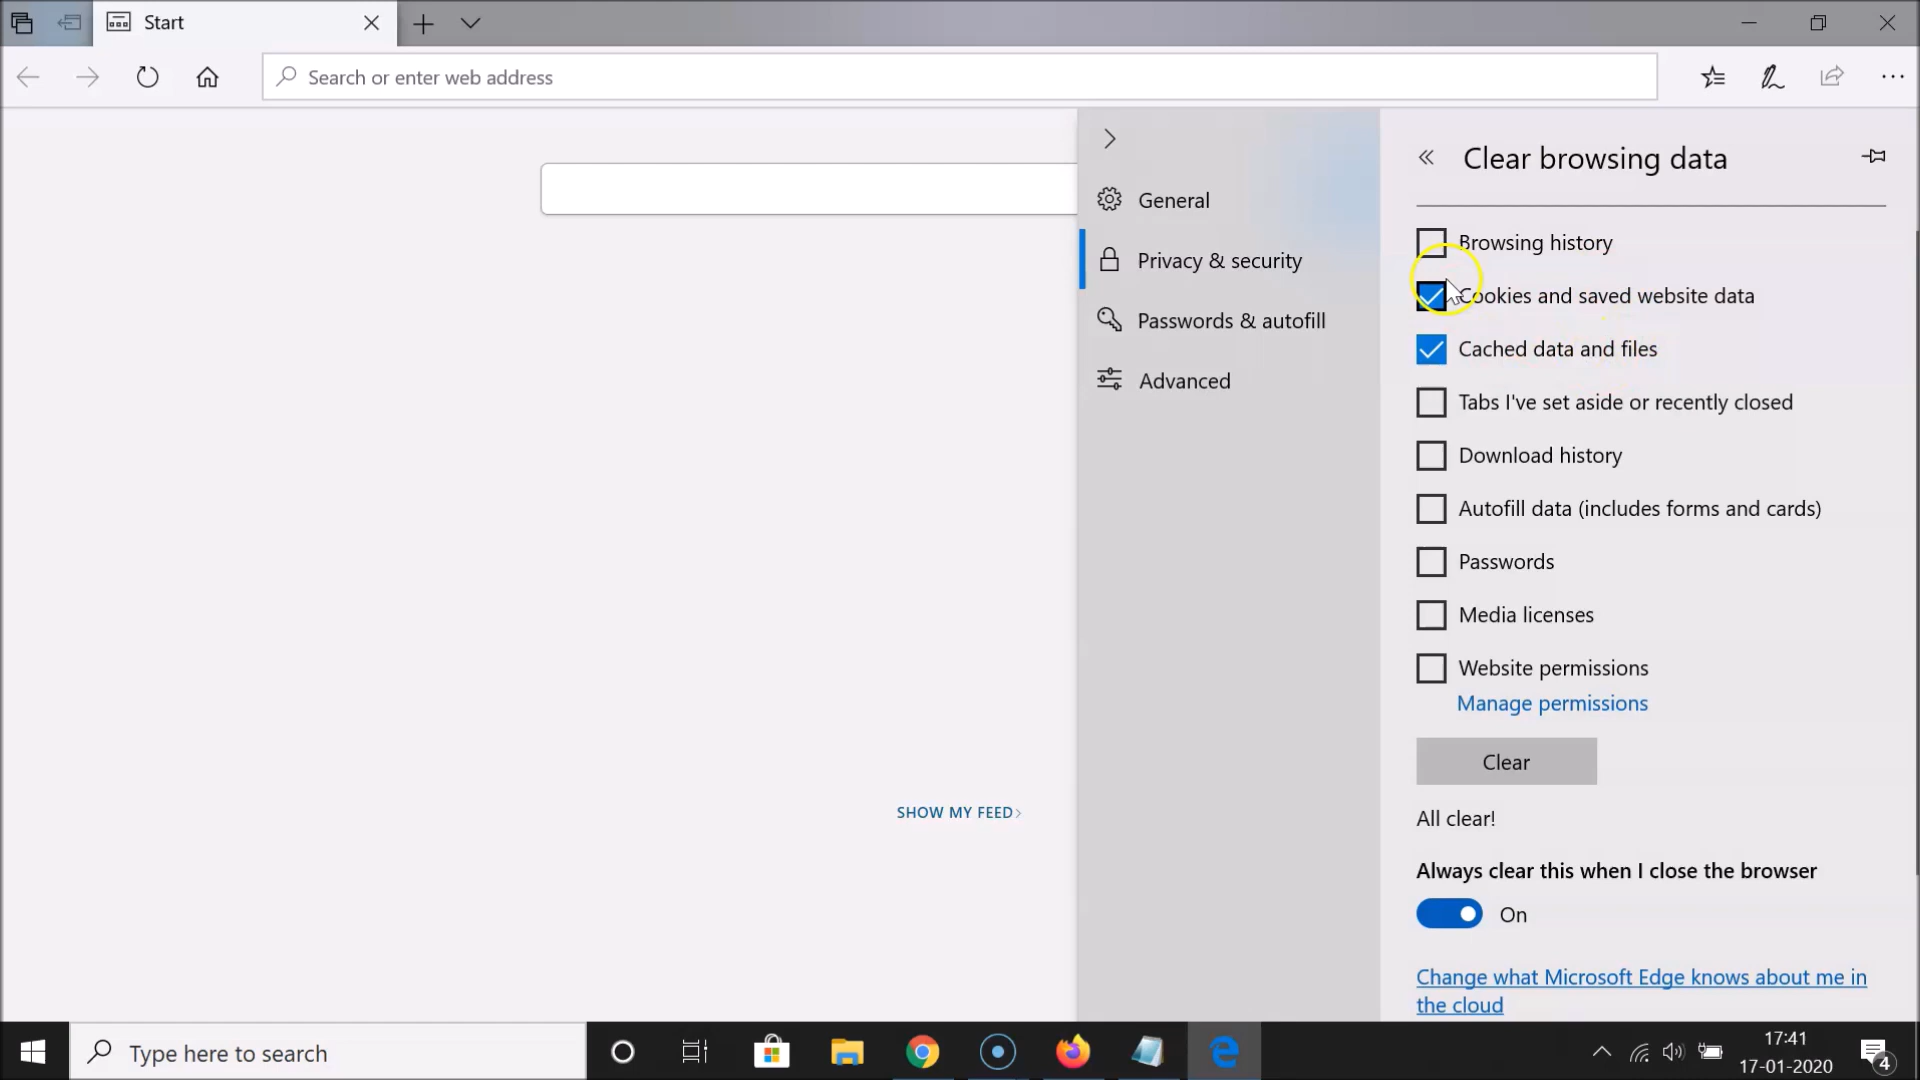 Start
Search or enter web address
Clear browsing data
General
Privacy & security
Passwords & autofill
Advanced
Browsing history
Cookies and saved website data
Cached data and files
Tabs I've set aside or recently closed
Download history
Autofill data (includes forms and cards)
Passwords
Media licenses
Website permissions
Manage permissions
Clear
All clear!
Always clear this when I close the browser
On
Change what Microsoft Edge knows about me in
the cloud
SHOW MY FEED
Type here to search
17:41
17-01-2020
4